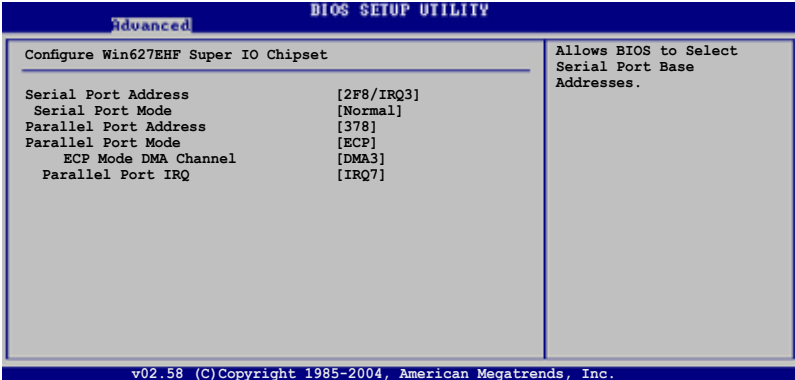 BIOS SETUP UTILITY
Advanced
Configure Win627EHF Super IO Chipset
Serial Port Address [2F8/IRQ3]
Serial Port Mode [Normal]
Parallel Port Address [378]
Parallel Port Mode [ECP]
ECP Mode DMA Channel [DMA3]
Parallel Port IRQ [IRQ7]
Allows BIOS to Select
Serial Port Base
Addresses.
v02.58 (C)Copyright 1985-2004, American Megatrends, Inc.